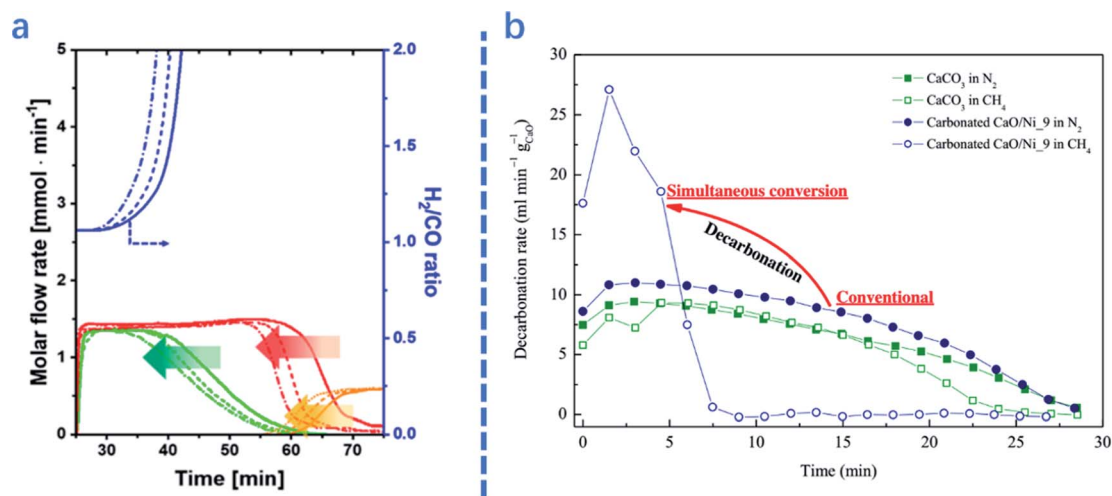 a
5
4
3
2
1
0
Molar flow rate [mmol · min⁻¹]
30
40
50
60
70
Time [min]
2.0
1.5
1.0
0.5
0.0
H₂/CO ratio
b
30
25
20
15
10
5
0
Decarbonation rate (ml min⁻¹ g⁻¹CaO)
0
5
10
15
20
25
30
Time (min)
CaCO₃ in N₂
CaCO₃ in CH₄
Carbonated CaO/Ni_9 in N₂
Carbonated CaO/Ni_9 in CH₄
Simultaneous conversion
Decarbonation
Conventional